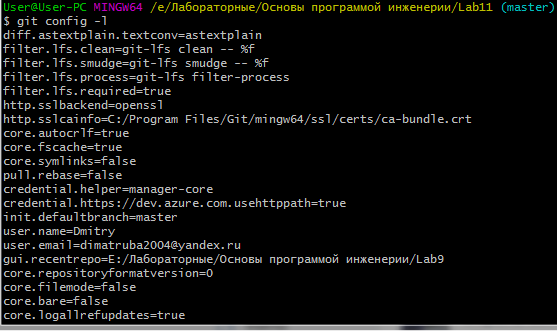 User@User-PC MINGW64 /e/Лабораторные/Основы программой инженерии/Lab11 (master)
$ git config -l
diff.astextplain.textconv=astextplain
filter.lfs.clean=git-lfs clean -- %f
filter.lfs.smudge=git-lfs smudge -- %f
filter.lfs.process=git-lfs filter-process
filter.lfs.required=true
http.sslbackend=openssl
http.sslcainfo=C:/Program Files/Git/mingw64/ssl/certs/ca-bundle.crt
core.autocrlf=true
core.fscache=true
core.symlinks=false
pull.rebase=false
credential.helper=manager-core
credential.https://dev.azure.com.usehttppath=true
init.defaultbranch=master
user.name=Dmitry
user.email=dimatruba2004@yandex.ru
gui.recentrepo=E:/Лабораторные/Основы программой инженерии/Lab9
core.repositoryformatversion=0
core.filemode=false
core.bare=false
core.logallrefupdates=true